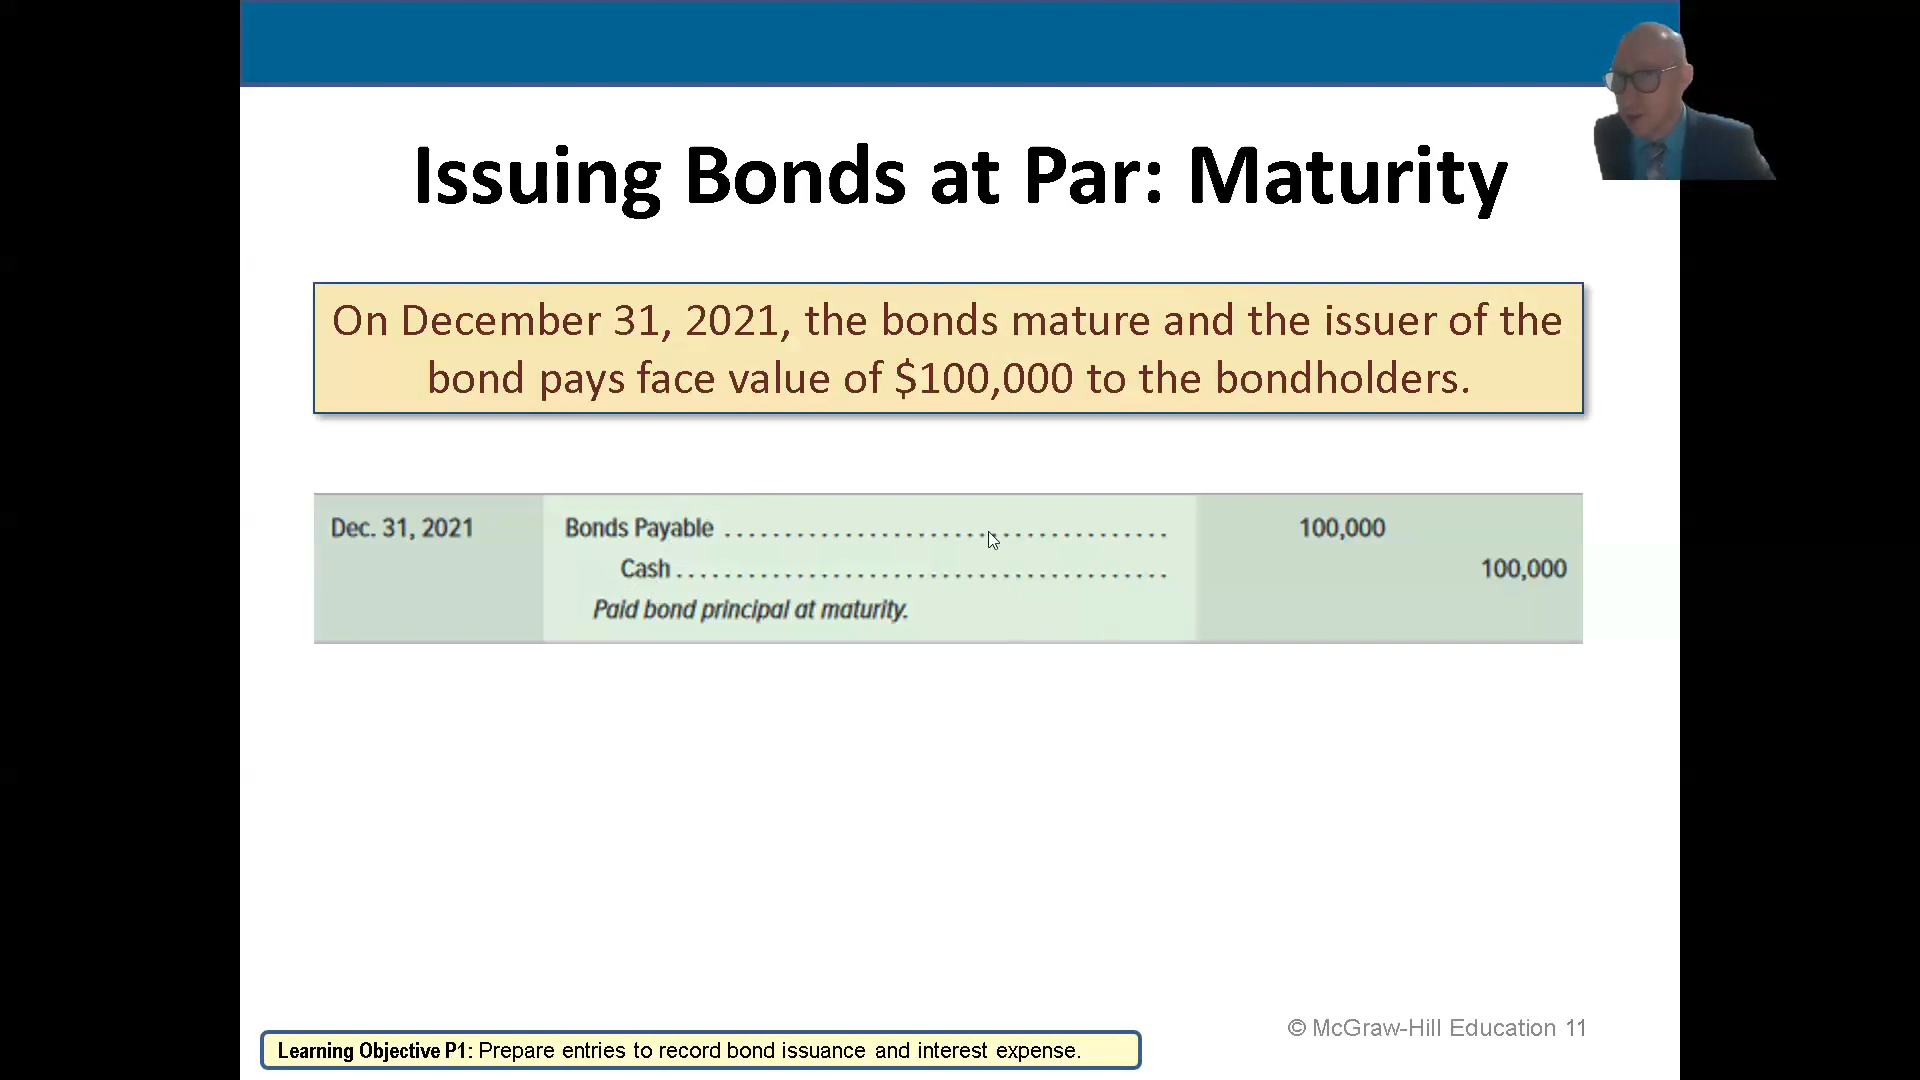 Issuing Bonds at Par: Maturity
On December 31, 2021, the bonds mature and the issuer of the
bond pays face value of $100,000 to the bondholders.
Dec. 31, 2021 Bonds Payable ..................................... 100,000
Cash ......................................... 100,000
Paid bond principal at maturity.
© McGraw-Hill Education 11
Learning Objective P1: Prepare entries to record bond issuance and interest expense.